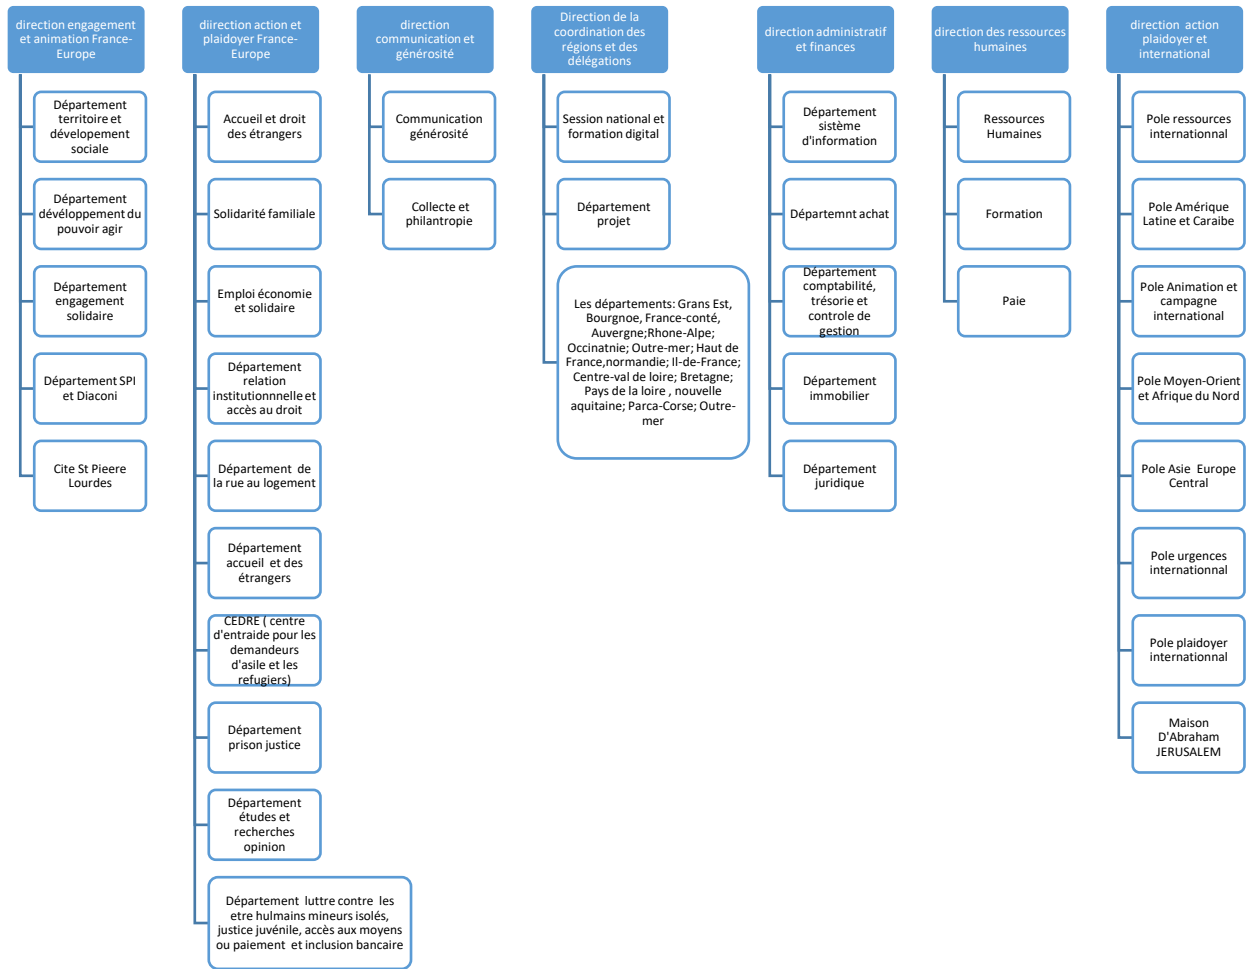 direction engagement
et animation France-
Europe
Département
territoire et
dévelopement
sociale
Département
dévéloppement du
pouvoir agir
Département
engagement
solidaire
Département SPI
et Diaconi
Cite St Pieere
Lourdes
diirection action et
plaidoyer France-
Europe
Accueil et droit
des étrangers
Solidarité familiale
Emploi économie
et solidaire
Département
relation
institutionnnelle et
accès au droit
Département de
la rue au logement
Département
accueil et des
étrangers
CEDRE ( centre
d'entraide pour les
demandeurs
d'asile et les
refugiers)
Département
prison justice
Département
études et
recherches
opinion
Département luttre contre les
etre hulmains mineurs isolés,
justice juvénile, accès aux moyens
ou paiement et inclusion bancaire
direction
communication et
générosité
Communication
générosité
Collecte et
philantropie
Direction de la
coordination des
régions et des
délégations
Session national et
formation digital
Département
projet
Les départements: Grans Est,
Bourgnoe, France-conté,
Auvergne;Rhone-Alpe;
Occinatnie; Outre-mer; Haut de
France,normandie; Il-de-France;
Centre-val de loire; Bretagne;
Pays de la loire , nouvelle
aquitaine; Parca-Corse; Outre-
mer
direction administratif
et finances
Département
sistème
d'information
Départemnt achat
Département
comptabilité,
trésorie et
controle de
gestion
Département
immobilier
Département
juridique
direction des ressources
humaines
Ressources
Humaines
Formation
Paie
direction action
plaidoyer et
international
Pole ressources
internationnal
Pole Amérique
Latine et Caraibe
Pole Animation et
campagne
international
Pole Moyen-Orient
et Afrique du Nord
Pole Asie Europe
Central
Pole urgences
internationnal
Pole plaidoyer
internationnal
Maison
D'Abraham
JERUSALEM